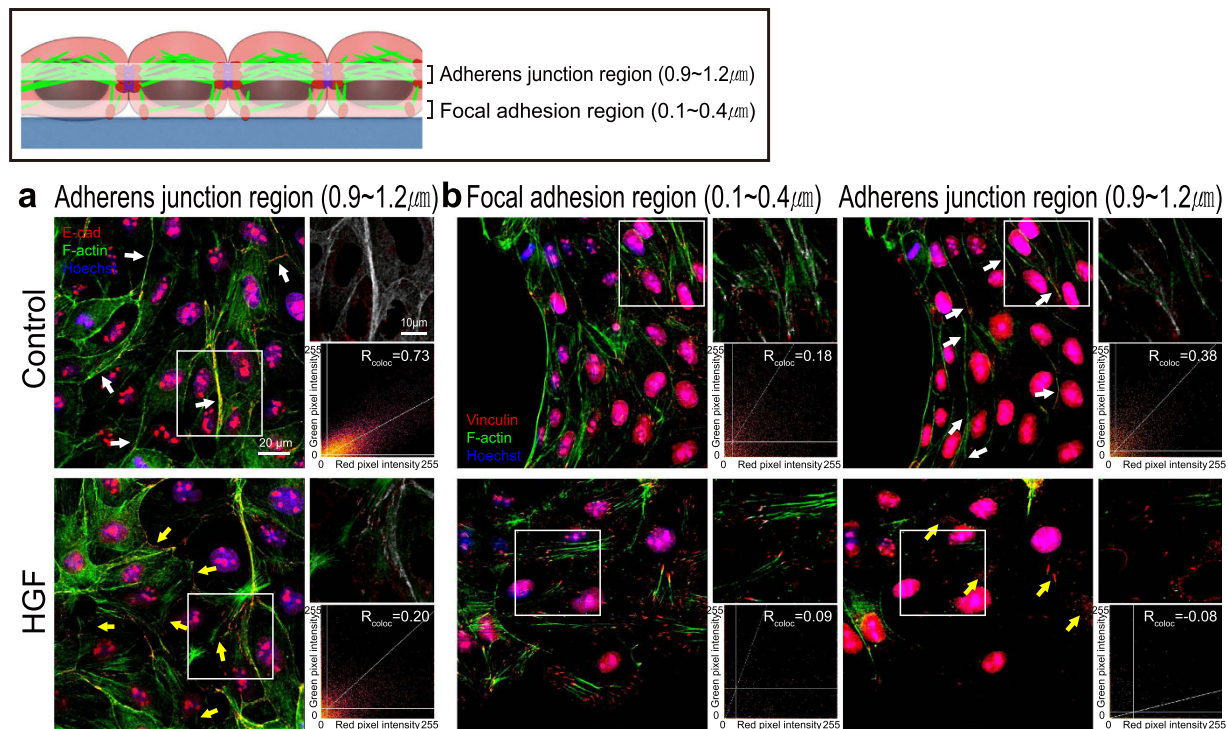 Adherens junction region (0.9~1.2㎛)
Focal adhesion region (0.1~0.4㎛)
a Adherens junction region (0.9~1.2㎛)
b Focal adhesion region (0.1~0.4㎛)
Adherens junction region (0.9~1.2㎛)
Control
E-cad
F-actin
Hoechst
20 µm
10µm
Rcoloc=0.73
255
Green pixel intensity
0
0 Red pixel intensity 255
Vinculin
F-actin
Hoechst
Rcoloc=0.18
255
Green pixel intensity
0
0 Red pixel intensity 255
Rcoloc=0.38
255
Green pixel intensity
0
0 Red pixel intensity 255
HGF
Rcoloc=0.20
255
Green pixel intensity
0
0 Red pixel intensity 255
Rcoloc=0.09
255
Green pixel intensity
0
0 Red pixel intensity 255
Rcoloc=-0.08
255
Green pixel intensity
0
0 Red pixel intensity 255